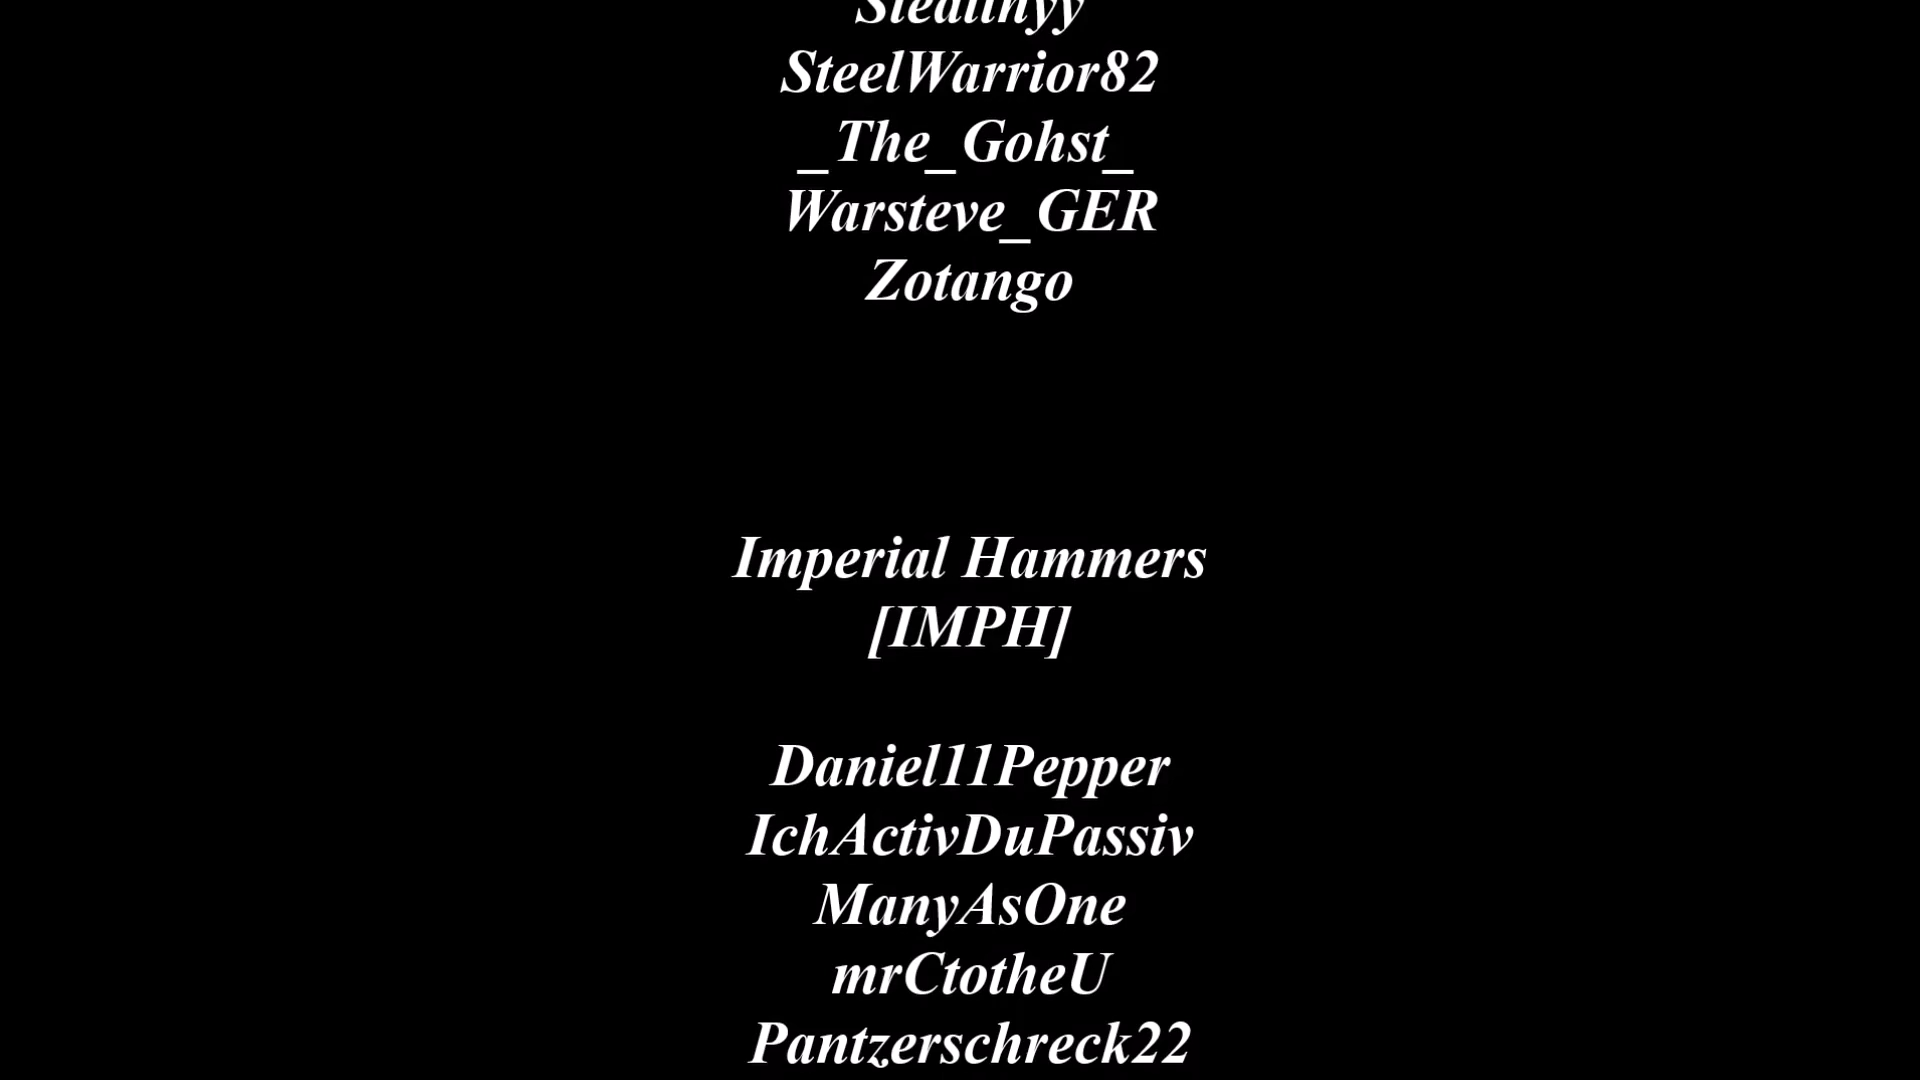 SteelWarrior82
_The_Gohst_
Warsteve_GER
Zotango
Imperial Hammers
[IMPH]
Daniel11Pepper
IchActivDuPassiv
ManyAsOne
mrCtotheU
Pantzerschreck22